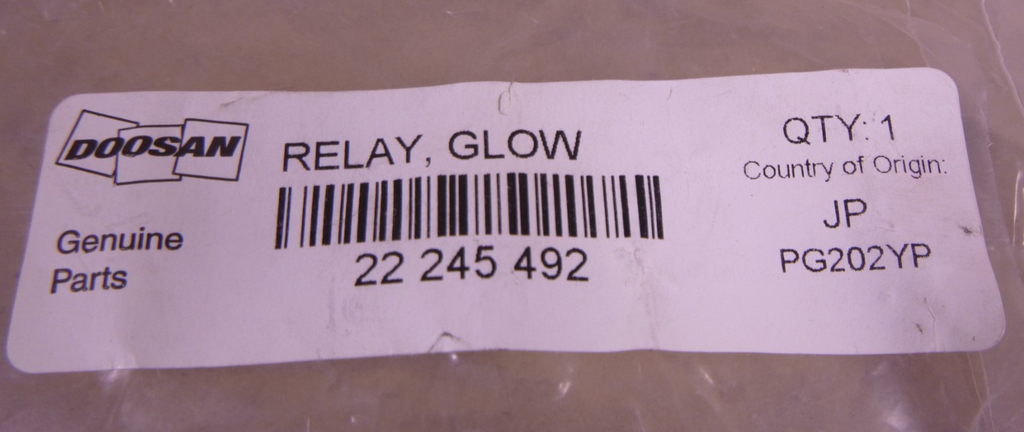 DOOSAN
Genuine
Parts
RELAY, GLOW
22 245 492
QTY: 1
Country of Origin:
JP
PG202YP